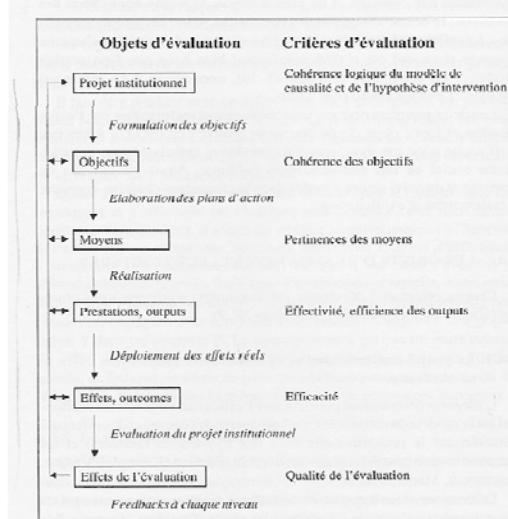 Objets d'évaluation Critères d'évaluation
Projet institutionnel Cohérence logique du modèle de
causalité et de l'hypothèse d'intervention
Formulation des objectifs
Objectifs Cohérence des objectifs
Elaboration des plans d'action
Moyens Pertinences des moyens
Réalisation
Prestations, outputs Effectivité, efficience des outputs
Déploiement des effets réels
Effets, outcomes Efficacité
Evaluation du projet institutionnel
Effets de l'évaluation Qualité de l'évaluation
Feedbacks à chaque niveau